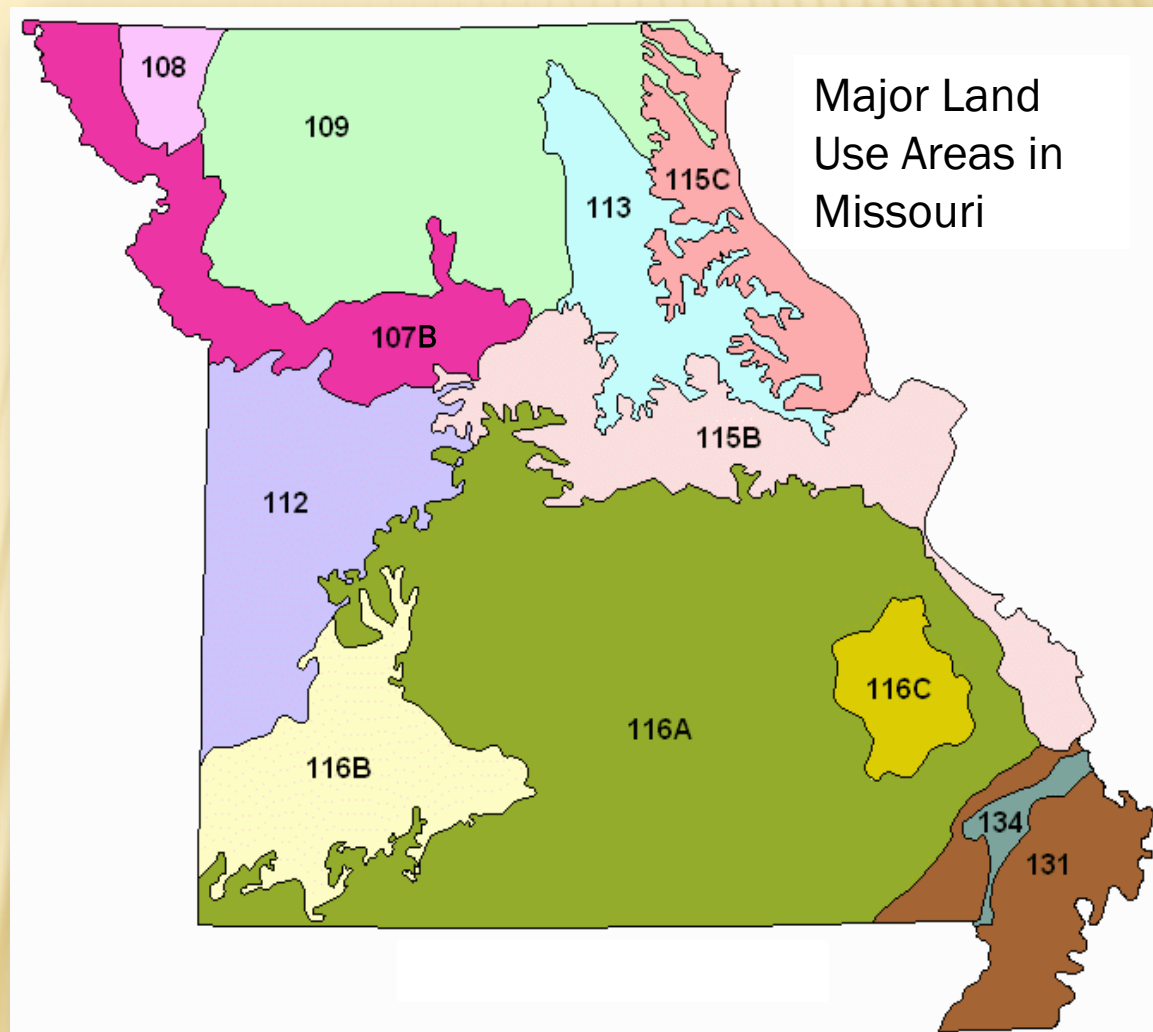 Major Land
Use Areas in
Missouri
108
109
113
115C
107B
115B
112
116C
116A
116B
134
131